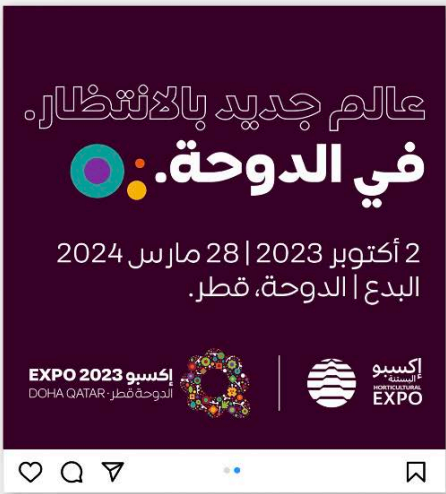 عالم جديد بالانتظار.
في الدوحة.
2 أكتوبر 2023 | 28 مارس 2024
البدع | الدوحة، قطر.
EXPO 2023 إكسبو
DOHA QATAR · الدوحة قطر
إكسبو
البستنة
HORTICULTURAL
EXPO